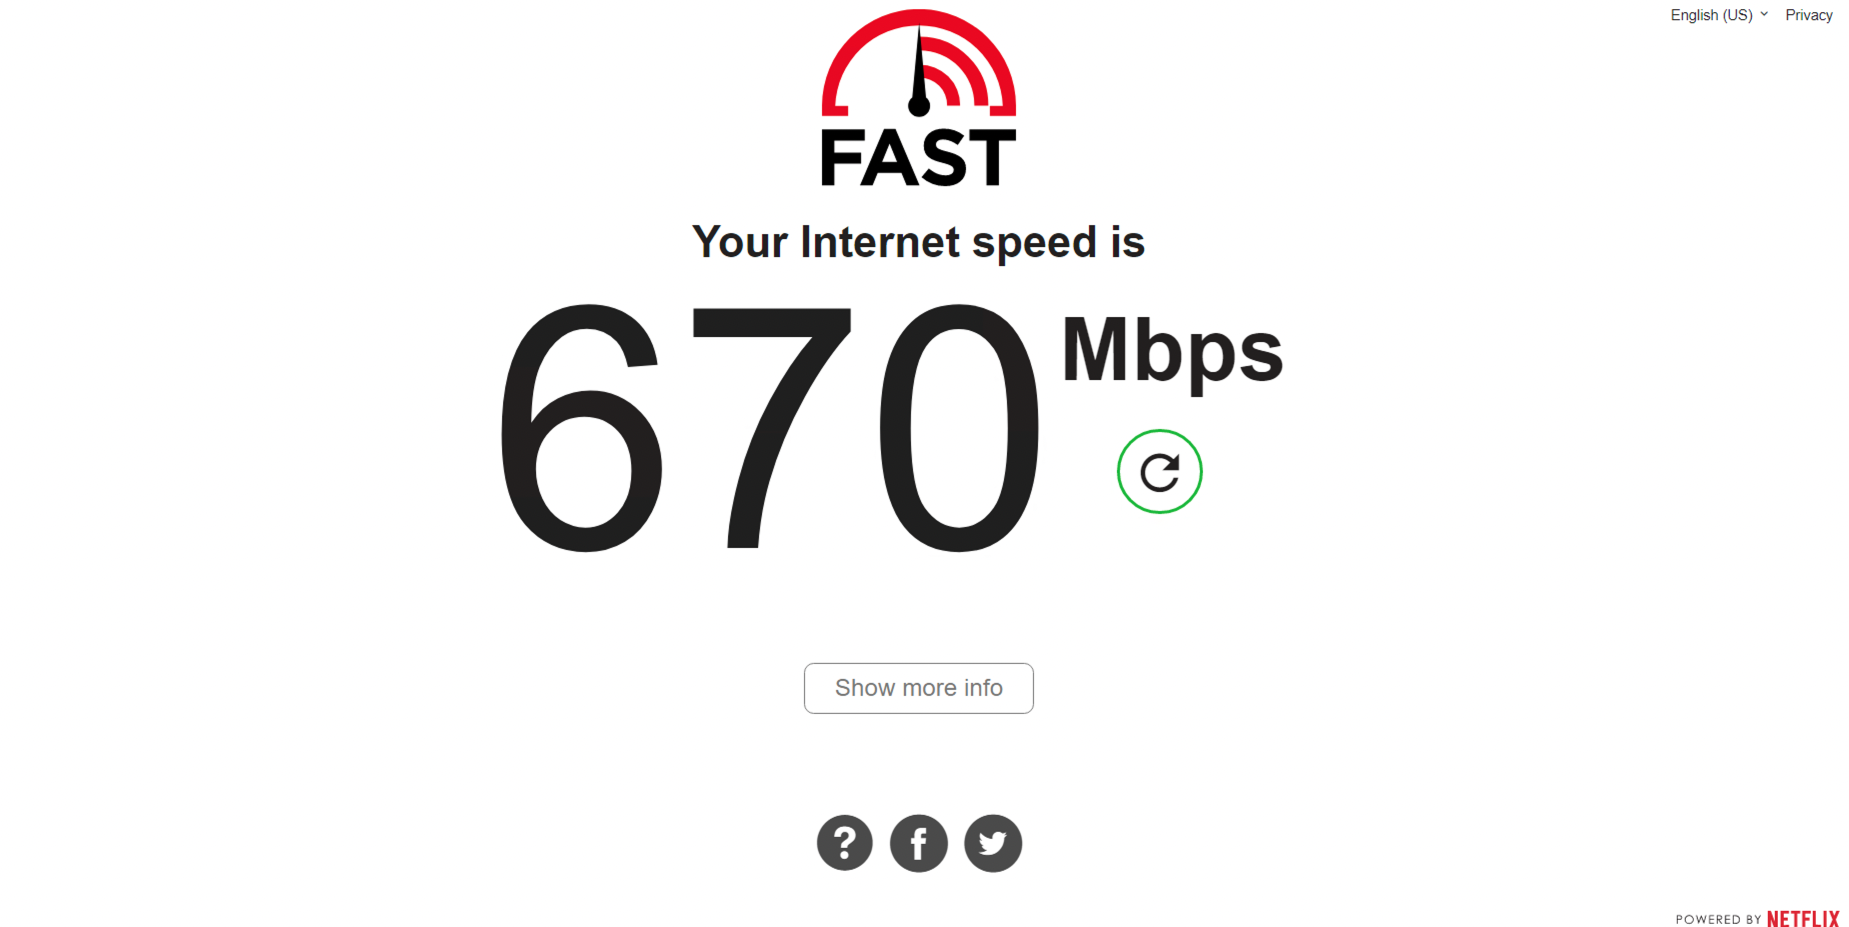 English (US) Privacy
FAST
Your Internet speed is
670 Mbps
Show more info
?
f
POWERED BY NETFLIX